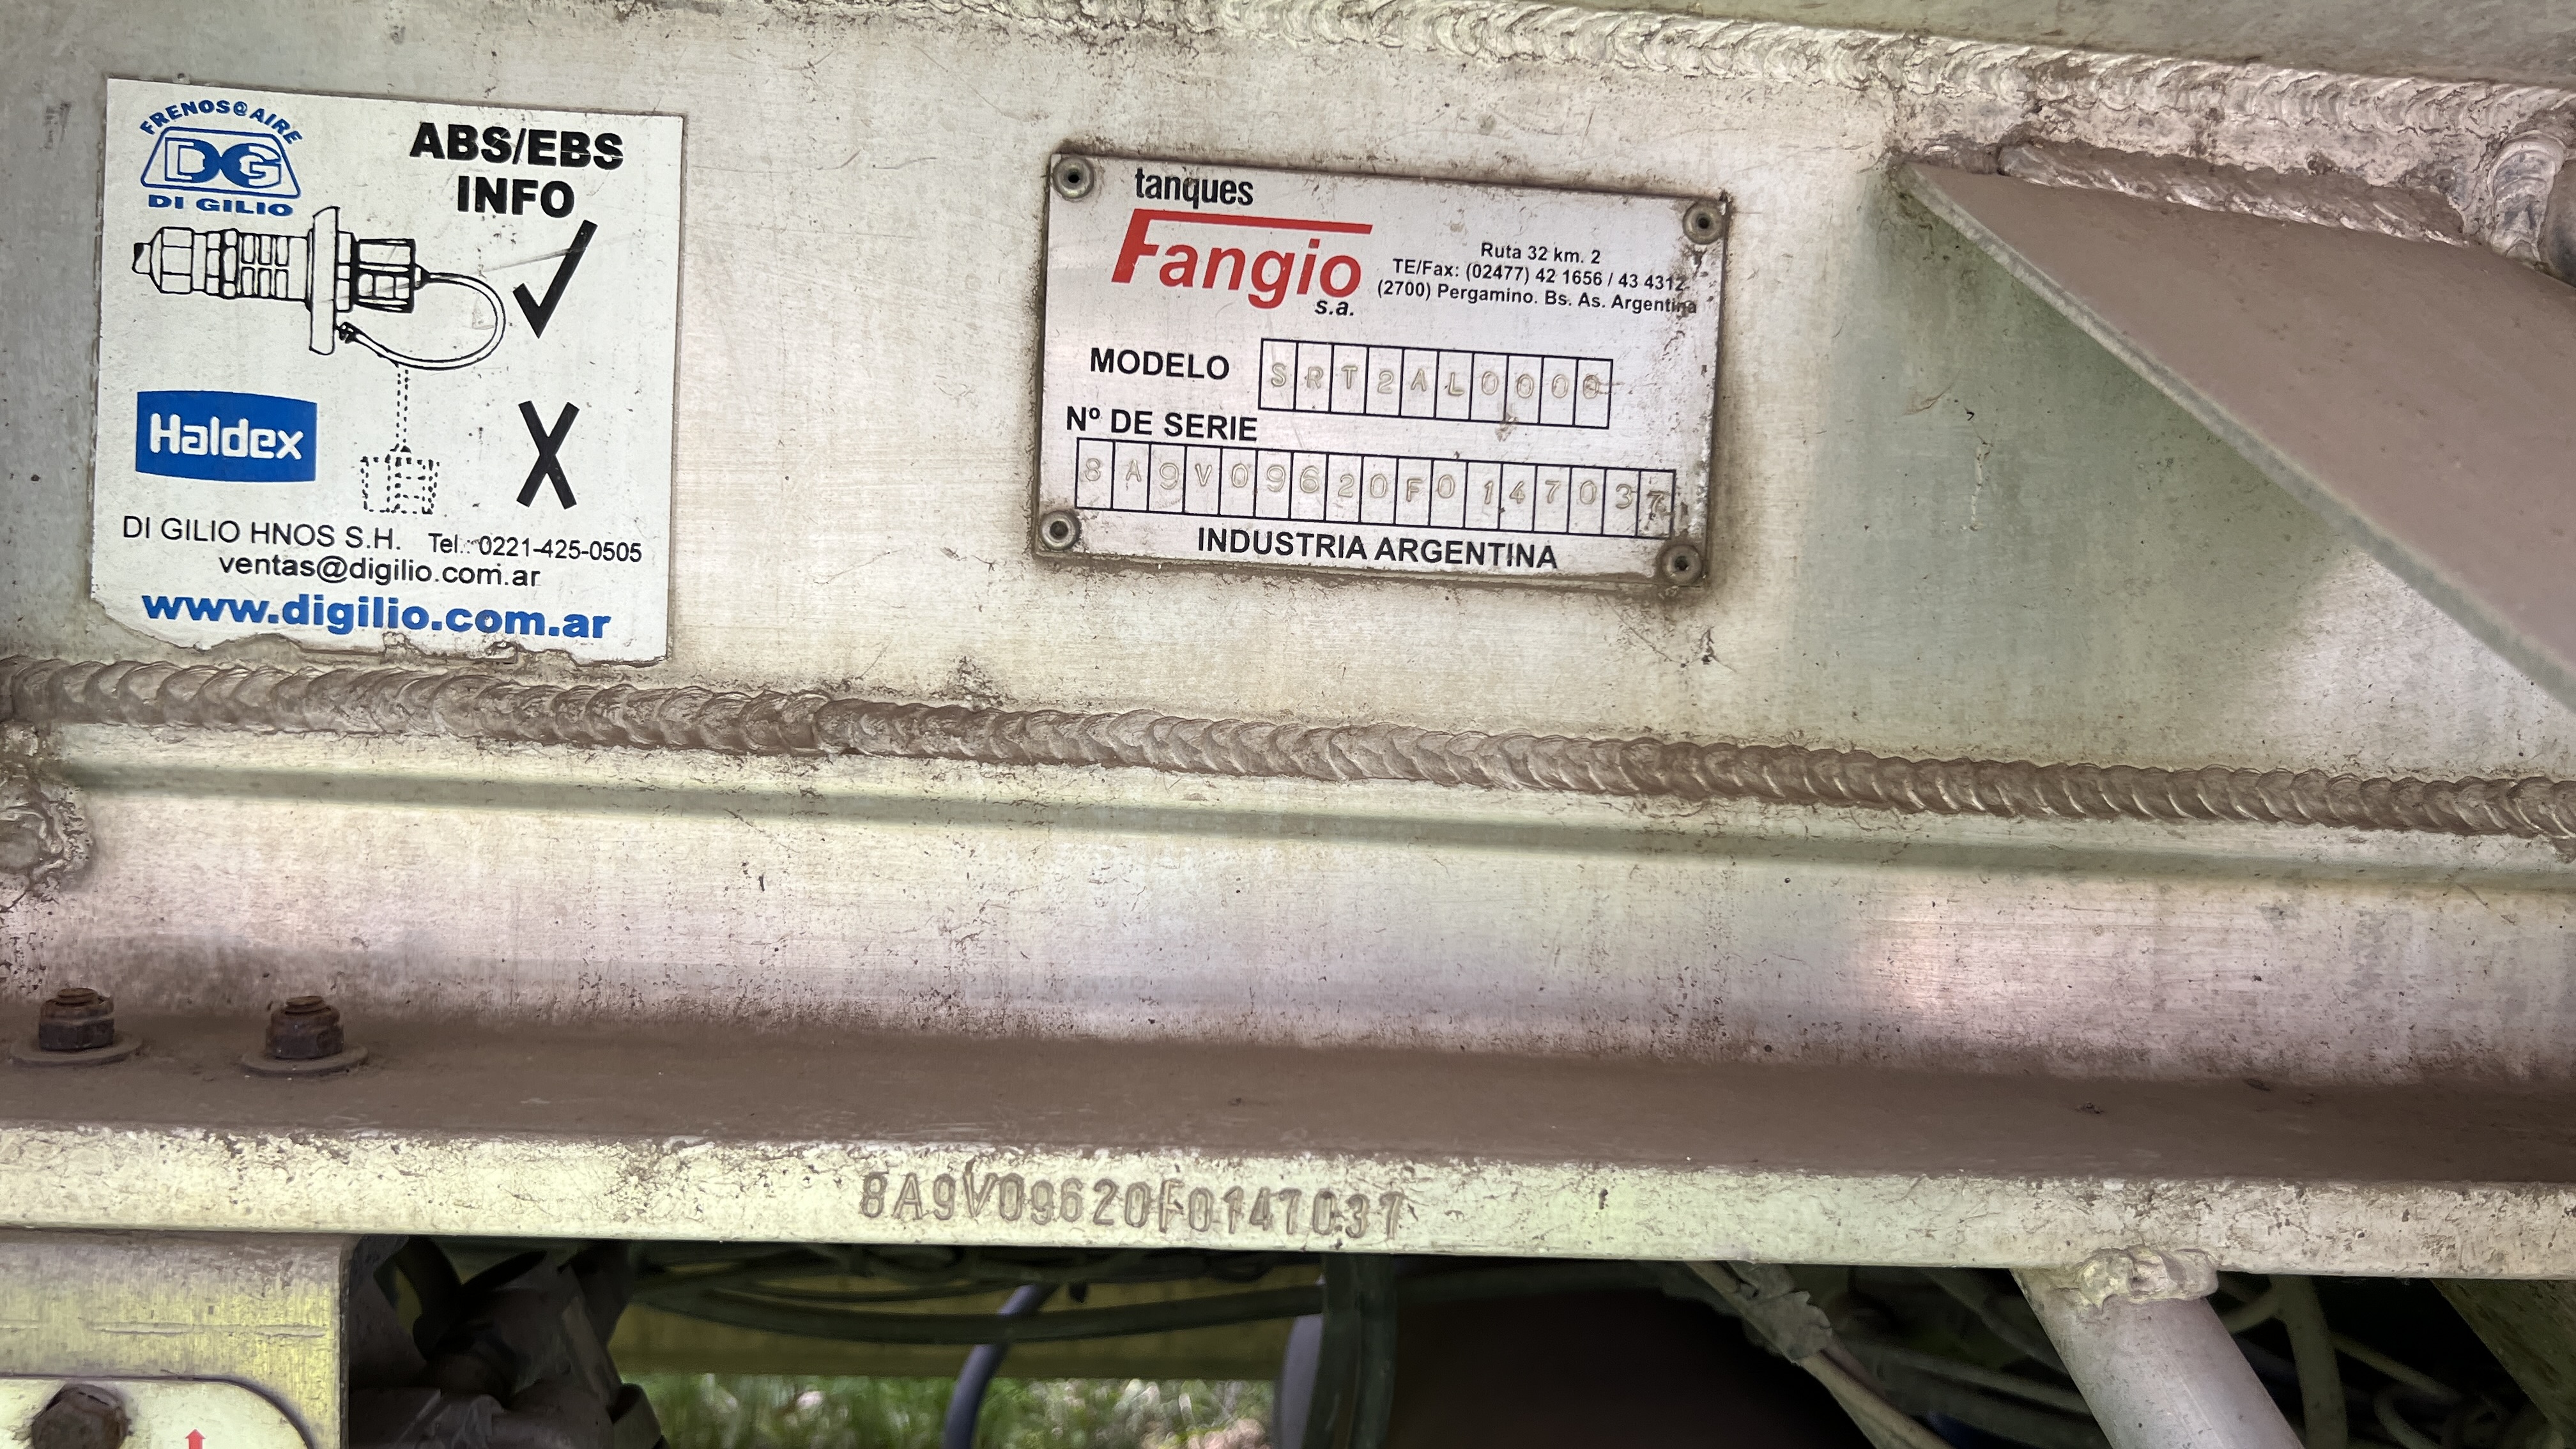 FRENOS@AIRE
DG
DI GILIO
ABS/EBS
INFO
Haldex
X
DI GILIO HNOS S.H. Tel.: 0221-425-0505
ventas@digilio.com.ar
www.digilio.com.ar
tanques
Fangio
s.a.
Ruta 32 km. 2
TE/Fax: (02477) 42 1656 / 43 4312
(2700) Pergamino. Bs. As. Argentina
MODELO SRT2AL0000
Nº DE SERIE
8A9V09620F0147037
INDUSTRIA ARGENTINA
8A9V09620F0147037